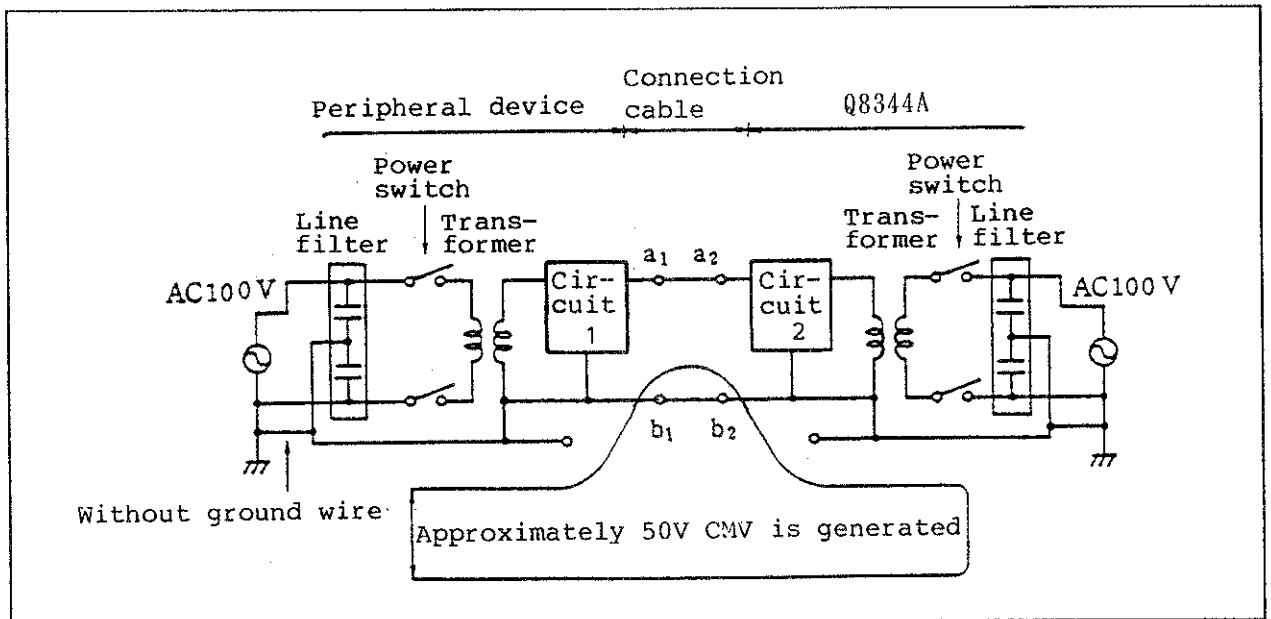 Connection
Peripheral device
cable
Q8344A
Power
switch
Power
switch
Line
filter
Trans-
former
Trans-
former
Line
filter
AC100V
Cir-
cuit
1
a1
a2
Cir-
cuit
2
AC100V
b1
b2
Without ground wire
Approximately 50V CMV is generated